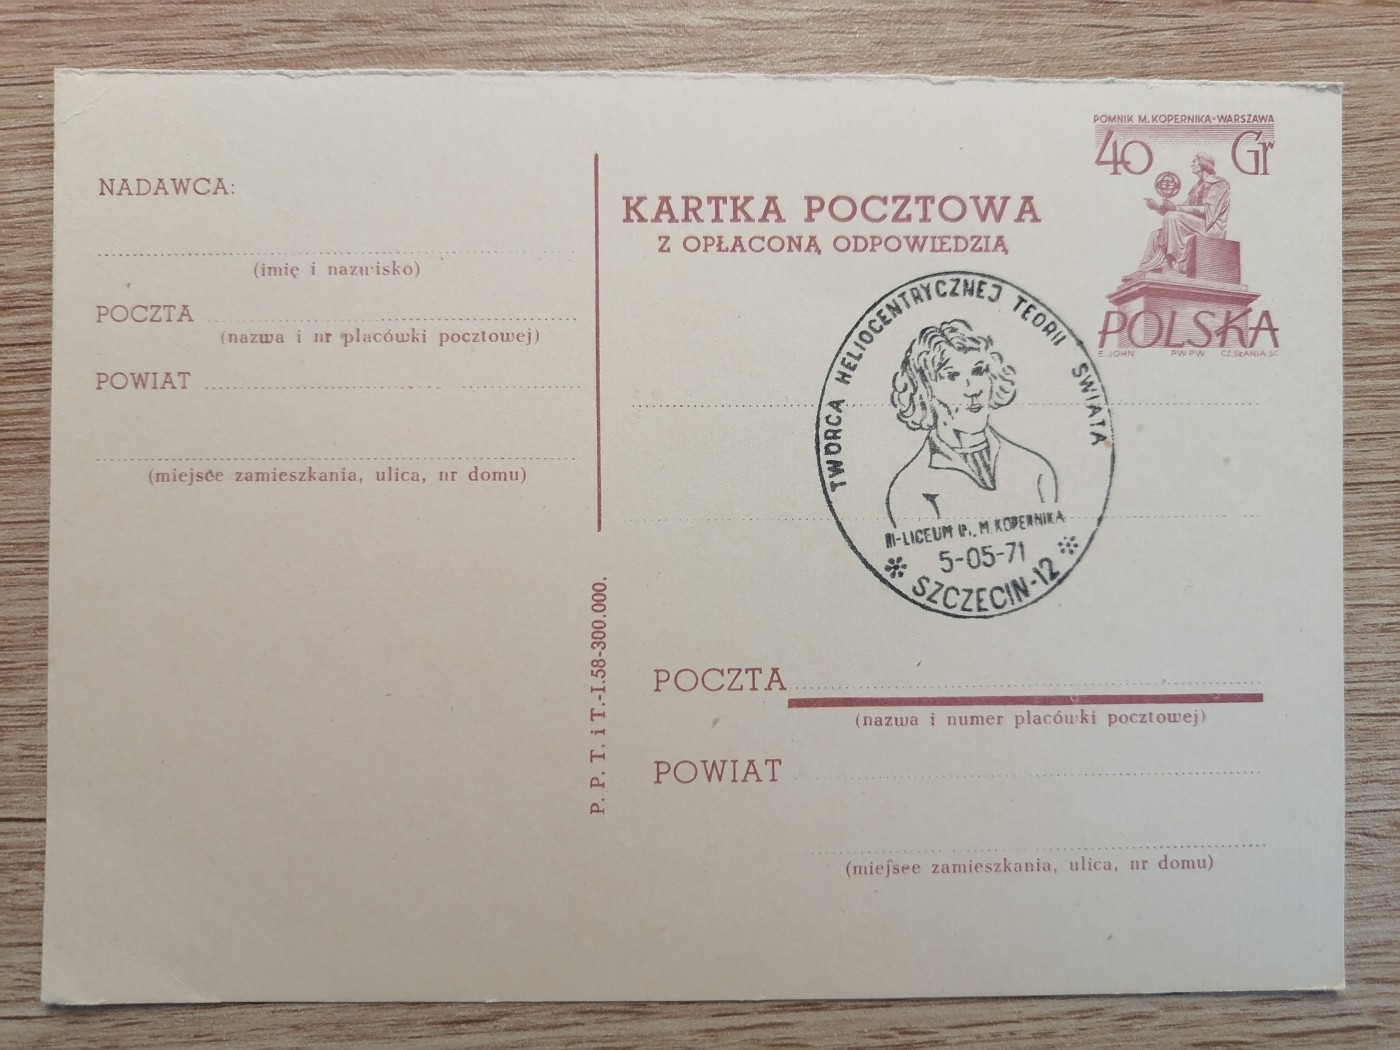 NADAWCA:
(imię i nazwisko)
POCZTA
(nazwa i nr placówki pocztowej)
POWIAT
(miejsce zamieszkania, ulica, nr domu)
P. P. T. i T.-I.58-300.000.
KARTKA POCZTOWA
Z OPŁACONĄ ODPOWIEDZIĄ
POMNIK M. KOPERNIKA-WARSZAWA
40 Gr
POLSKA
E. JOHN PWPW CZ.SŁANIA.SC
TWÓRCA HELIOCENTRYCZNEJ TEORII ŚWIATA
III-LICEUM IM. M. KOPERNIKA
5-05-71
* SZCZECIN-12 *
POCZTA
(nazwa i numer placówki pocztowej)
POWIAT
(miejsee zamieszkania, ulica, nr domu)